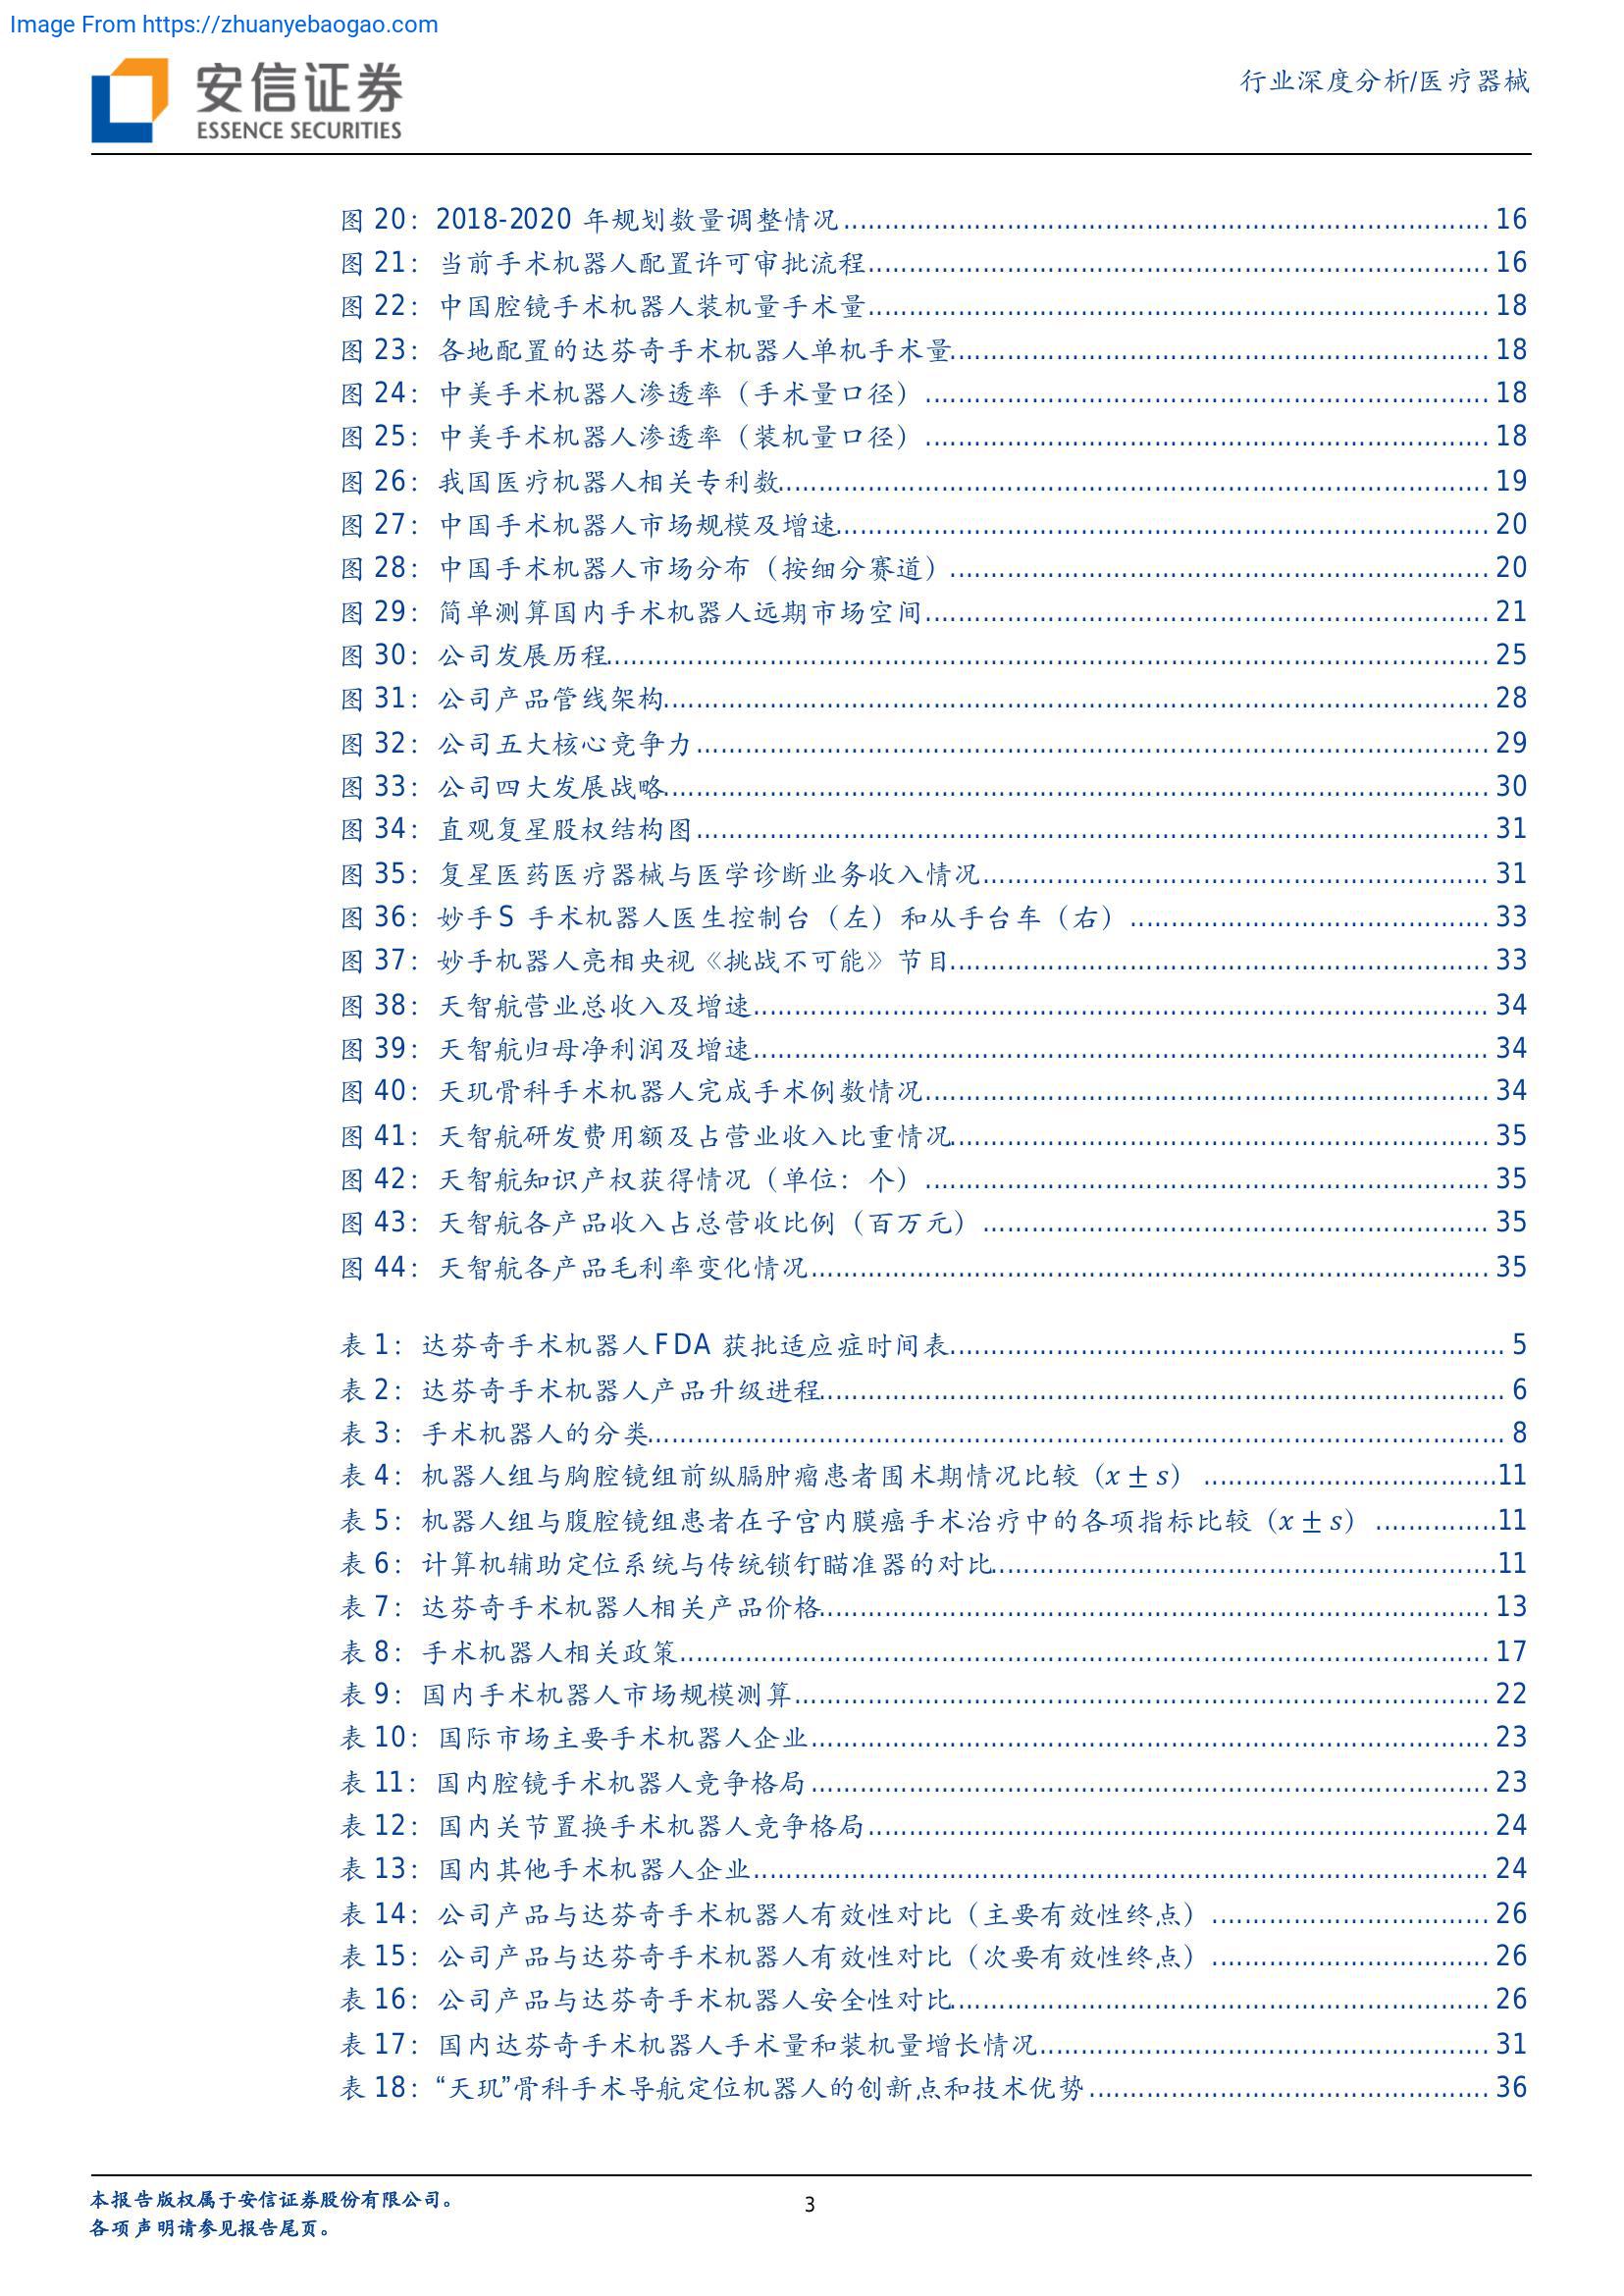 Image From https://zhuanyebaogao.com
安信证券
ESSENCE SECURITIES
行业深度分析/医疗器械
图 20：2018-2020 年规划数量调整情况 16
图 21：当前手术机器人配置许可审批流程 16
图 22：中国腔镜手术机器人装机量手术量 18
图 23：各地配置的达芬奇手术机器人单机手术量 18
图 24：中美手术机器人渗透率（手术量口径） 18
图 25：中美手术机器人渗透率（装机量口径） 18
图 26：我国医疗机器人相关专利数 19
图 27：中国手术机器人市场规模及增速 20
图 28：中国手术机器人市场分布（按细分赛道） 20
图 29：简单测算国内手术机器人远期市场空间 21
图 30：公司发展历程 25
图 31：公司产品管线架构 28
图 32：公司五大核心竞争力 29
图 33：公司四大发展战略 30
图 34：直观复星股权结构图 31
图 35：复星医药医疗器械与医学诊断业务收入情况 31
图 36：妙手 S 手术机器人医生控制台（左）和从手台车（右） 33
图 37：妙手机器人亮相央视《挑战不可能》节目 33
图 38：天智航营业总收入及增速 34
图 39：天智航归母净利润及增速 34
图 40：天玑骨科手术机器人完成手术例数情况 34
图 41：天智航研发费用额及占营业收入比重情况 35
图 42：天智航知识产权获得情况（单位：个） 35
图 43：天智航各产品收入占总营收比例（百万元） 35
图 44：天智航各产品毛利率变化情况 35
表 1：达芬奇手术机器人 FDA 获批适应症时间表 5
表 2：达芬奇手术机器人产品升级进程 6
表 3：手术机器人的分类 8
表 4：机器人组与胸腔镜组前纵膈肿瘤患者围术期情况比较（x ± s） 11
表 5：机器人组与腹腔镜组患者在子宫内膜癌手术治疗中的各项指标比较（x ± s） 11
表 6：计算机辅助定位系统与传统锁钉瞄准器的对比 11
表 7：达芬奇手术机器人相关产品价格 13
表 8：手术机器人相关政策 17
表 9：国内手术机器人市场规模测算 22
表 10：国际市场主要手术机器人企业 23
表 11：国内腔镜手术机器人竞争格局 23
表 12：国内关节置换手术机器人竞争格局 24
表 13：国内其他手术机器人企业 24
表 14：公司产品与达芬奇手术机器人有效性对比（主要有效性终点） 26
表 15：公司产品与达芬奇手术机器人有效性对比（次要有效性终点） 26
表 16：公司产品与达芬奇手术机器人安全性对比 26
表 17：国内达芬奇手术机器人手术量和装机量增长情况 31
表 18：“天玑”骨科手术导航定位机器人的创新点和技术优势 36
本报告版权属于安信证券股份有限公司。
各项声明请参见报告尾页。
3